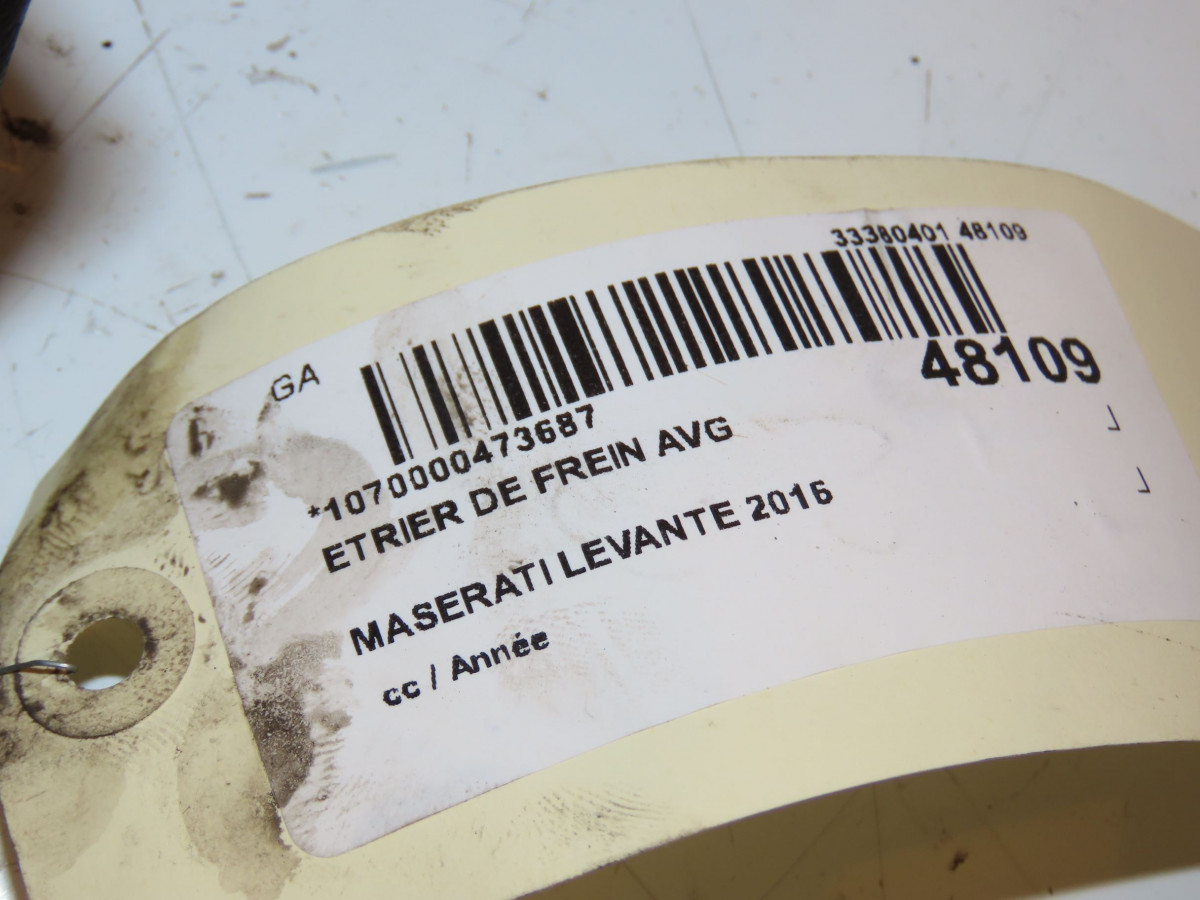 33380401 48109
GA
48109
*1070000473687
ETRIER DE FREIN AVG
MASERATI LEVANTE 2016
cc / Année